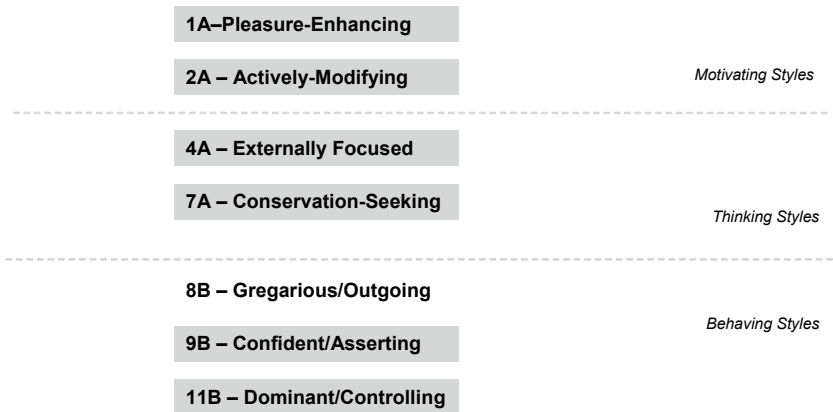 1A–Pleasure-Enhancing
2A – Actively-Modifying
Motivating Styles
4A – Externally Focused
7A – Conservation-Seeking
Thinking Styles
8B – Gregarious/Outgoing
Behaving Styles
9B – Confident/Asserting
11B – Dominant/Controlling